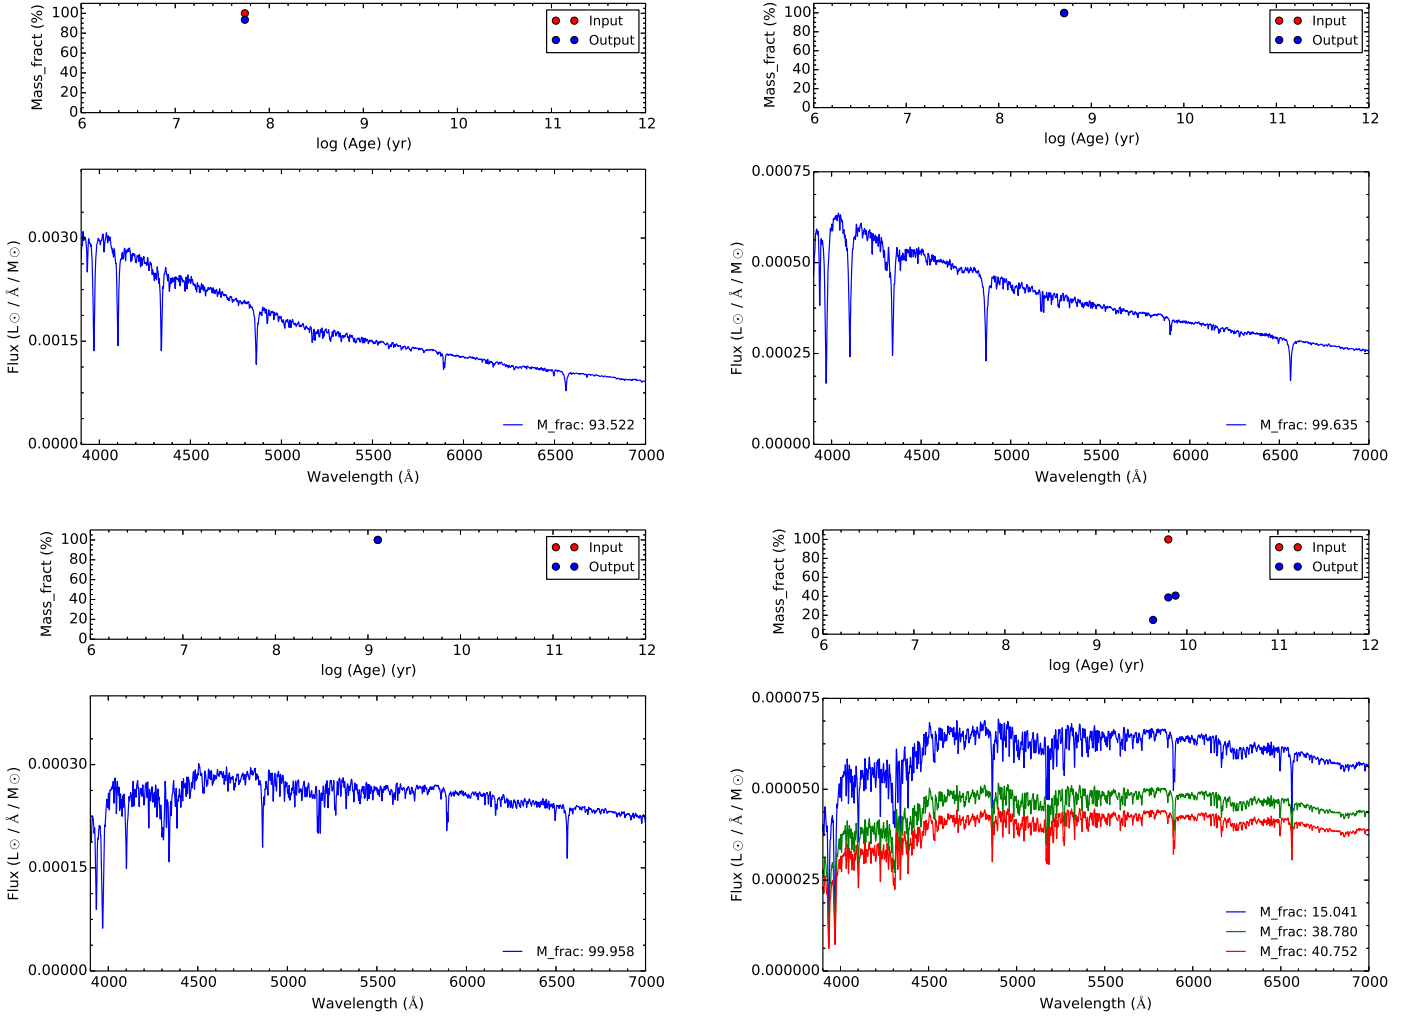 Mass_fract (%)
100
80
60
40
20
0
Input
Output
6 7 8 9 10 11 12
log (Age) (yr)
Flux (L☉ / Å / M☉)
0.0030
0.0015
0.0000
M_frac: 93.522
4000 4500 5000 5500 6000 6500 7000
Wavelength (Å)
Mass_fract (%)
100
80
60
40
20
0
Input
Output
6 7 8 9 10 11 12
log (Age) (yr)
Flux (L☉ / Å / M☉)
0.00075
0.00050
0.00025
0.00000
M_frac: 99.635
4000 4500 5000 5500 6000 6500 7000
Wavelength (Å)
Mass_fract (%)
100
80
60
40
20
0
Input
Output
6 7 8 9 10 11 12
log (Age) (yr)
Flux (L☉ / Å / M☉)
0.00030
0.00015
0.00000
M_frac: 99.958
4000 4500 5000 5500 6000 6500 7000
Wavelength (Å)
Mass_fract (%)
100
80
60
40
20
0
Input
Output
6 7 8 9 10 11 12
log (Age) (yr)
Flux (L☉ / Å / M☉)
0.000075
0.000050
0.000025
0.000000
M_frac: 15.041
M_frac: 38.780
M_frac: 40.752
4000 4500 5000 5500 6000 6500 7000
Wavelength (Å)